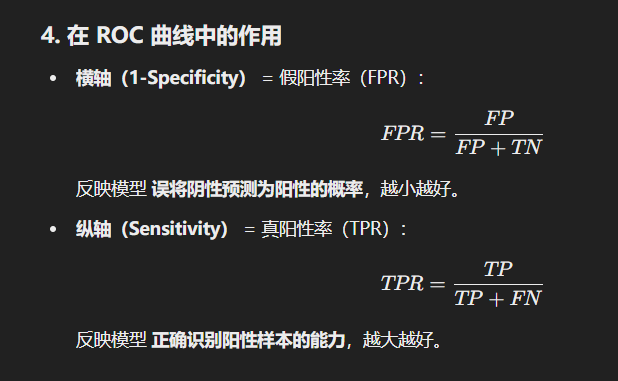 4. 在 ROC 曲线中的作用
• 横轴（1-Specificity） = 假阳性率（FPR）：
FPR = FP / (FP + TN)
反映模型 误将阴性预测为阳性的概率，越小越好。
• 纵轴（Sensitivity） = 真阳性率（TPR）：
TPR = TP / (TP + FN)
反映模型 正确识别阳性样本的能力，越大越好。